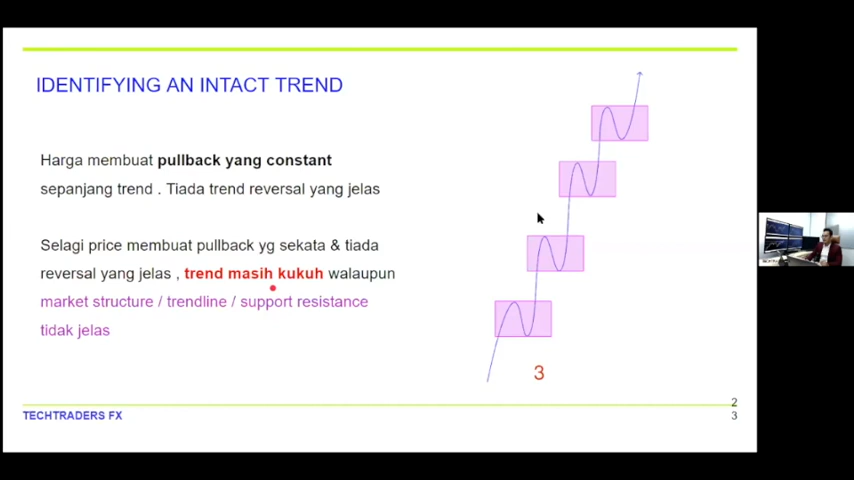 IDENTIFYING AN INTACT TREND
Harga membuat pullback yang constant
sepanjang trend . Tiada trend reversal yang jelas
Selagi price membuat pullback yg sekata & tiada
reversal yang jelas , trend masih kukuh walaupun
market structure / trendline / support resistance
tidak jelas
3
2
3
TECHTRADERS FX